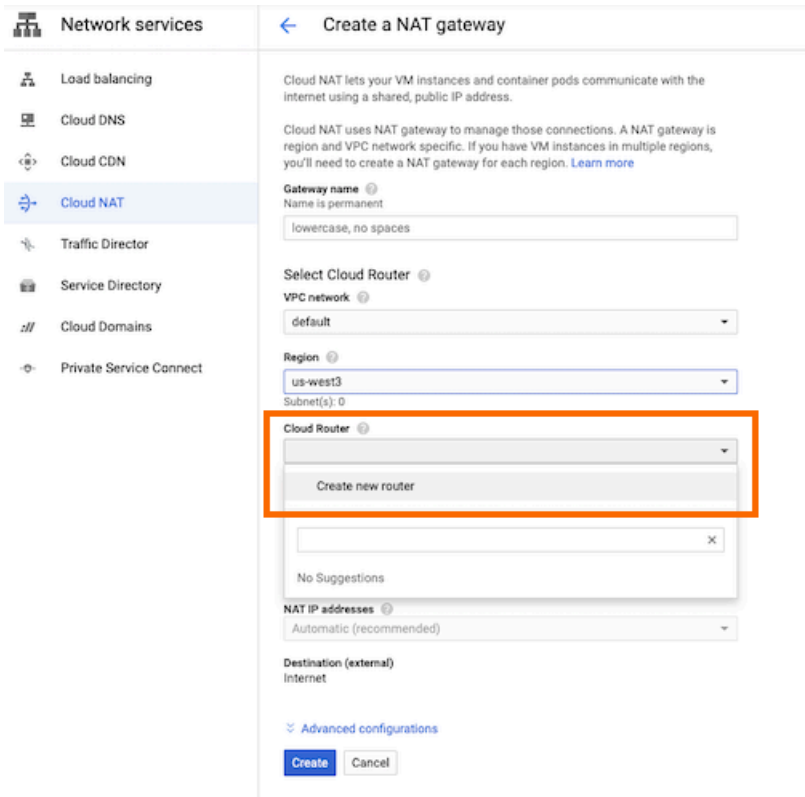 Network services
Create a NAT gateway
Load balancing
Cloud DNS
Cloud CDN
Cloud NAT
Traffic Director
Service Directory
Cloud Domains
Private Service Connect
Cloud NAT lets your VM instances and container pods communicate with the
internet using a shared, public IP address.
Cloud NAT uses NAT gateway to manage those connections. A NAT gateway is
region and VPC network specific. If you have VM instances in multiple regions,
you'll need to create a NAT gateway for each region. Learn more
Gateway name
Name is permanent
lowercase, no spaces
Select Cloud Router
VPC network
default
Region
us-west3
Subnet(s): 0
Cloud Router
Create new router
No Suggestions
NAT IP addresses
Automatic (recommended)
Destination (external)
Internet
Advanced configurations
Create
Cancel